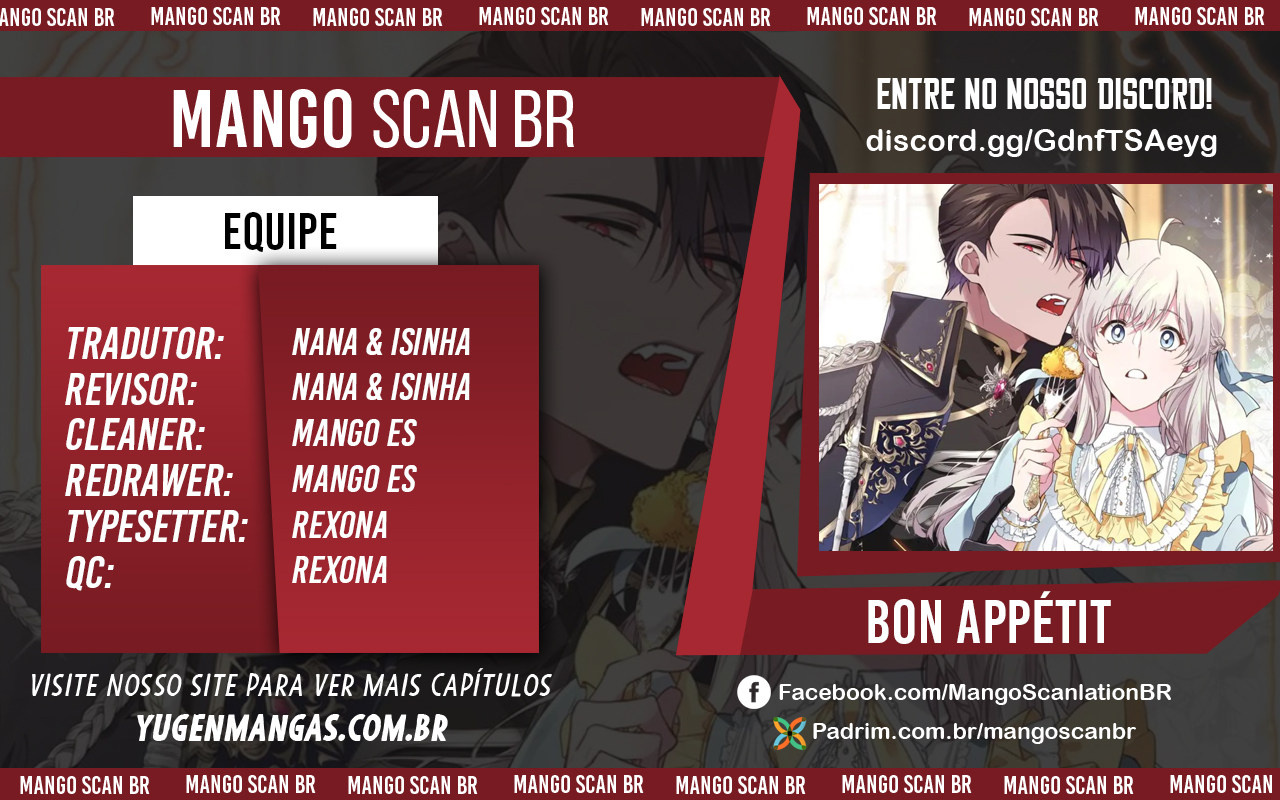 MANGO SCAN BR MANGO SCAN BR MANGO SCAN BR MANGO SCAN BR MANGO SCAN BR MANGO SCAN BR MANGO SCAN BR MANGO SCAN BR
MANGO SCAN BR
ENTRE NO NOSSO DISCORD!
discord.gg/GdnfTSAeyg
EQUIPE
TRADUTOR: NANA & ISINHA
REVISOR: NANA & ISINHA
CLEANER: MANGO ES
REDRAWER: MANGO ES
TYPESETTER: REXONA
QC: REXONA
BON APPÉTIT
VISITE NOSSO SITE PARA VER MAIS CAPÍTULOS
YUGENMANGAS.COM.BR
Facebook.com/MangoScanlationBR
Padrim.com.br/mangoscanbr
MANGO SCAN BR MANGO SCAN BR MANGO SCAN BR MANGO SCAN BR MANGO SCAN BR MANGO SCAN BR MANGO SCAN BR MANGO SCAN